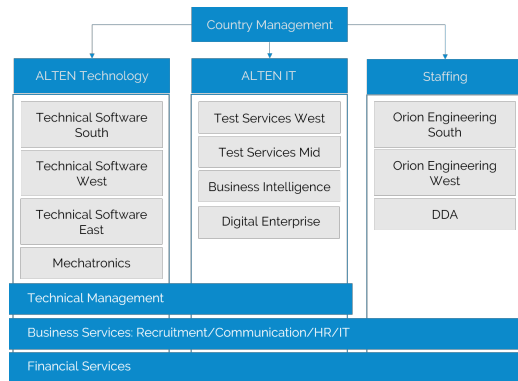 Country Management
ALTEN Technology
ALTEN IT
Staffing
Technical Software
South
Technical Software
West
Technical Software
East
Mechatronics
Test Services West
Test Services Mid
Business Intelligence
Digital Enterprise
Orion Engineering
South
Orion Engineering
West
DDA
Technical Management
Business Services: Recruitment/Communication/HR/IT
Financial Services